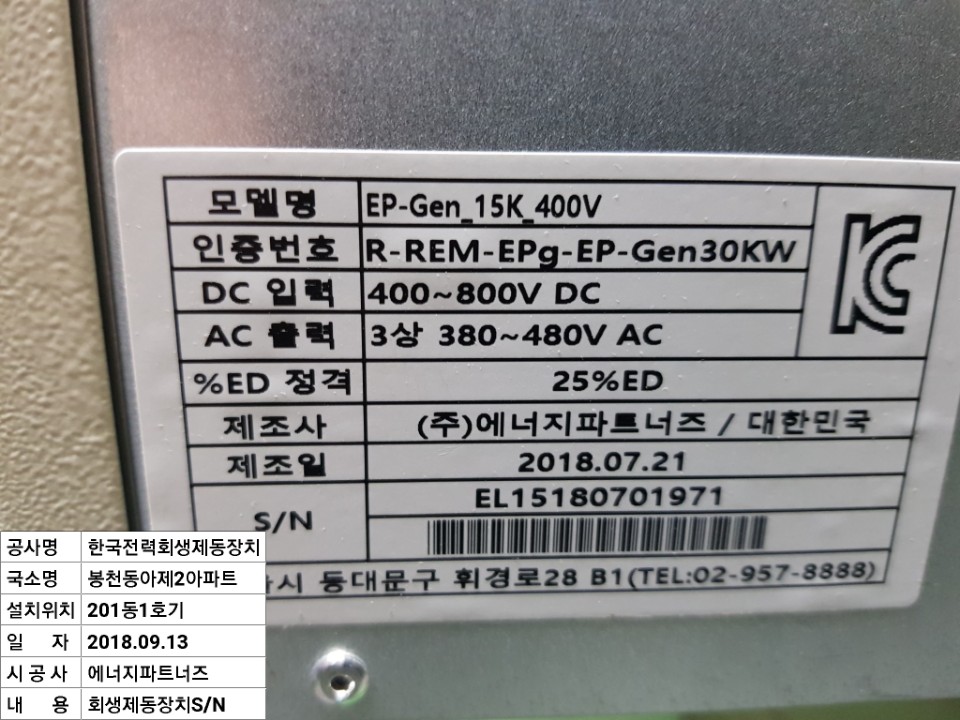 모델명 EP-Gen_15K_400V
인증번호 R-REM-EPg-EP-Gen30KW
DC 입력 400~800V DC
AC 출력 3상 380~480V AC
%ED 정격 25%ED
제조사 (주)에너지파트너즈 / 대한민국
제조일 2018.07.21
S/N EL15180701971
동대문구 휘경로28 B1(TEL:02-957-8888)
공사명 한국전력회생제동장치
국소명 봉천동아제2아파트
설치위치 201동1호기
일 자 2018.09.13
시 공 사 에너지파트너즈
내 용 회생제동장치S/N